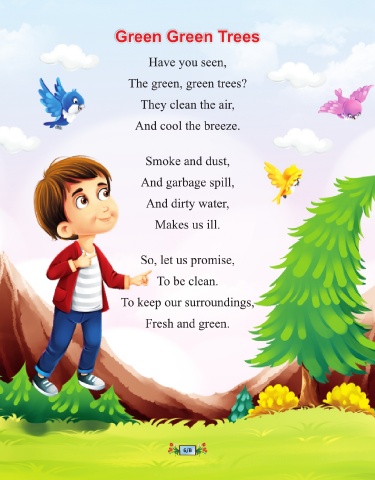 Green Green Trees
Have you seen,
The green, green trees?
They clean the air,
And cool the breeze.
Smoke and dust,
And garbage spill,
And dirty water,
Makes us ill.
So, let us promise,
To be clean.
To keep our surroundings,
Fresh and green.